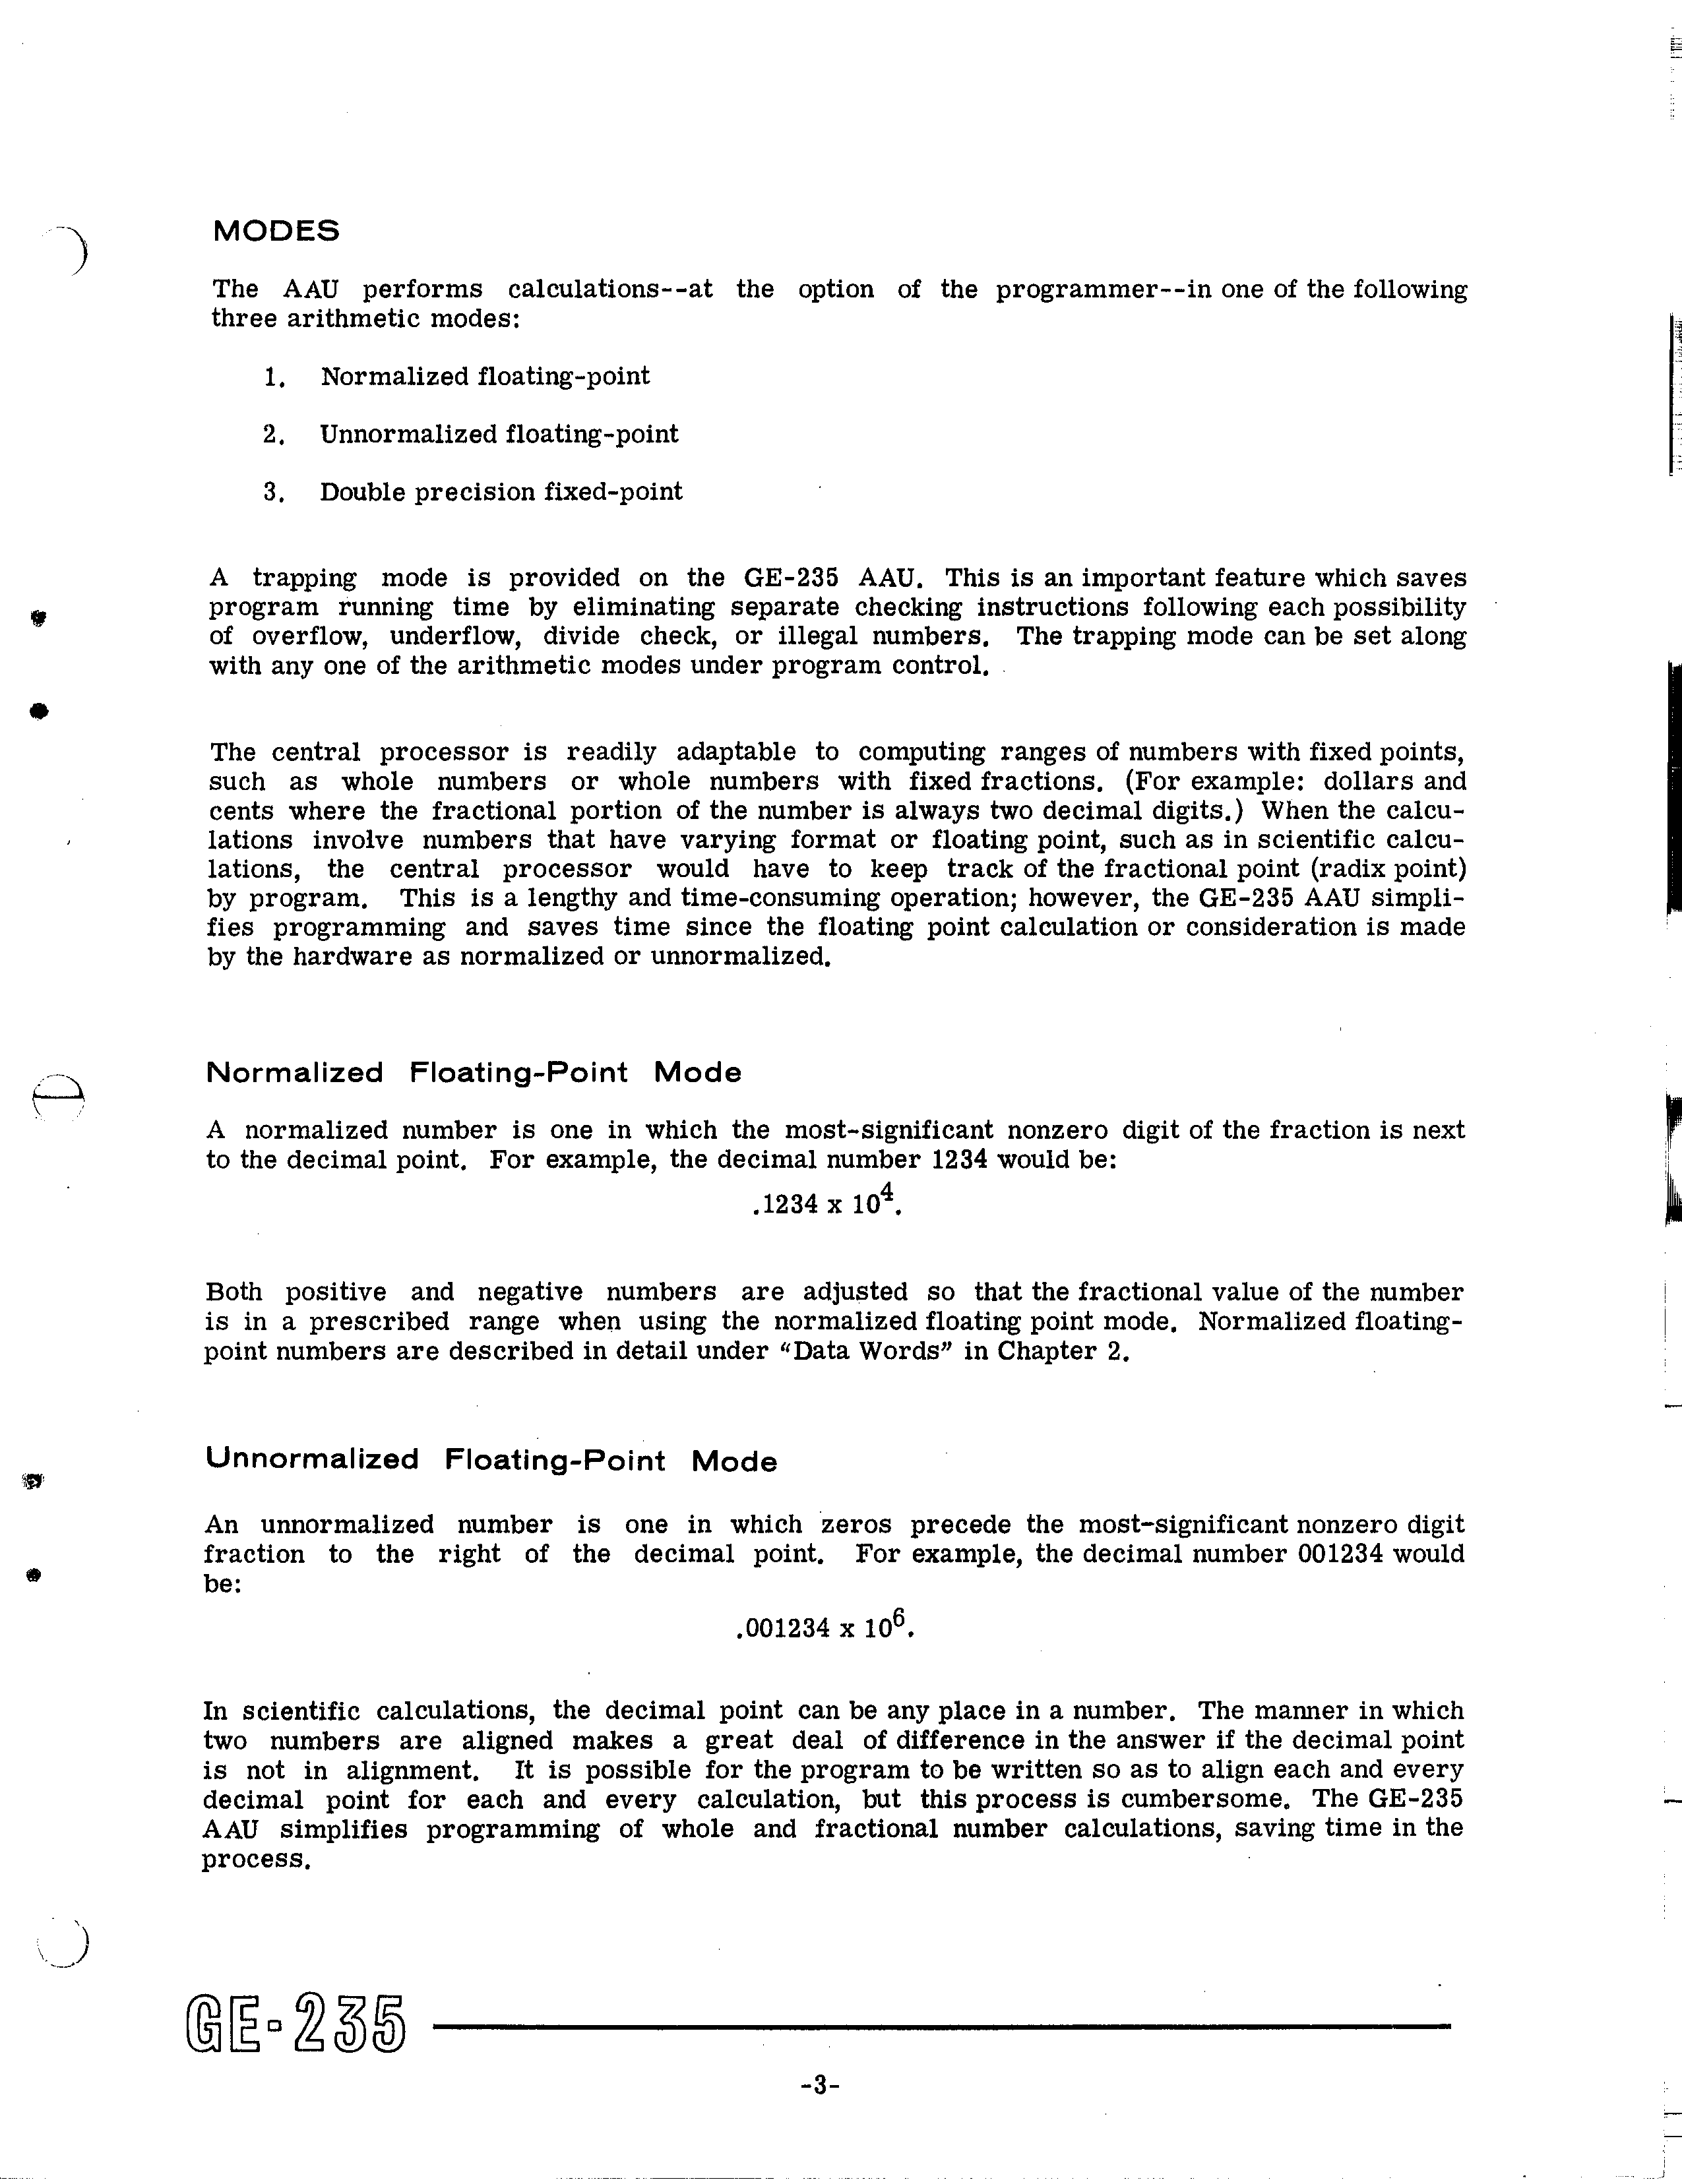 MODES
The AAU performs calculations--at the option of the programmer--in one of the following
three arithmetic modes:
1. Normalized floating-point
2. Unnormalized floating-point
3. Double precision fixed-point
A trapping mode is provided on the GE-235 AAU. This is an important feature which saves
program running time by eliminating separate checking instructions following each possibility
of overflow, underflow, divide check, or illegal numbers. The trapping mode can be set along
with any one of the arithmetic modes under program control.
The central processor is readily adaptable to computing ranges of numbers with fixed points,
such as whole numbers or whole numbers with fixed fractions. (For example: dollars and
cents where the fractional portion of the number is always two decimal digits.) When the calcu-
lations involve numbers that have varying format or floating point, such as in scientific calcu-
lations, the central processor would have to keep track of the fractional point (radix point)
by program. This is a lengthy and time-consuming operation; however, the GE-235 AAU simpli-
fies programming and saves time since the floating point calculation or consideration is made
by the hardware as normalized or unnormalized.
Normalized Floating-Point Mode
A normalized number is one in which the most-significant nonzero digit of the fraction is next
to the decimal point. For example, the decimal number 1234 would be:
.1234 x 10⁴.
Both positive and negative numbers are adjusted so that the fractional value of the number
is in a prescribed range when using the normalized floating point mode. Normalized floating-
point numbers are described in detail under “Data Words” in Chapter 2.
Unnormalized Floating-Point Mode
An unnormalized number is one in which zeros precede the most-significant nonzero digit
fraction to the right of the decimal point. For example, the decimal number 001234 would
be:
.001234 x 10⁶.
In scientific calculations, the decimal point can be any place in a number. The manner in which
two numbers are aligned makes a great deal of difference in the answer if the decimal point
is not in alignment. It is possible for the program to be written so as to align each and every
decimal point for each and every calculation, but this process is cumbersome. The GE-235
AAU simplifies programming of whole and fractional number calculations, saving time in the
process.
GE-235
-3-